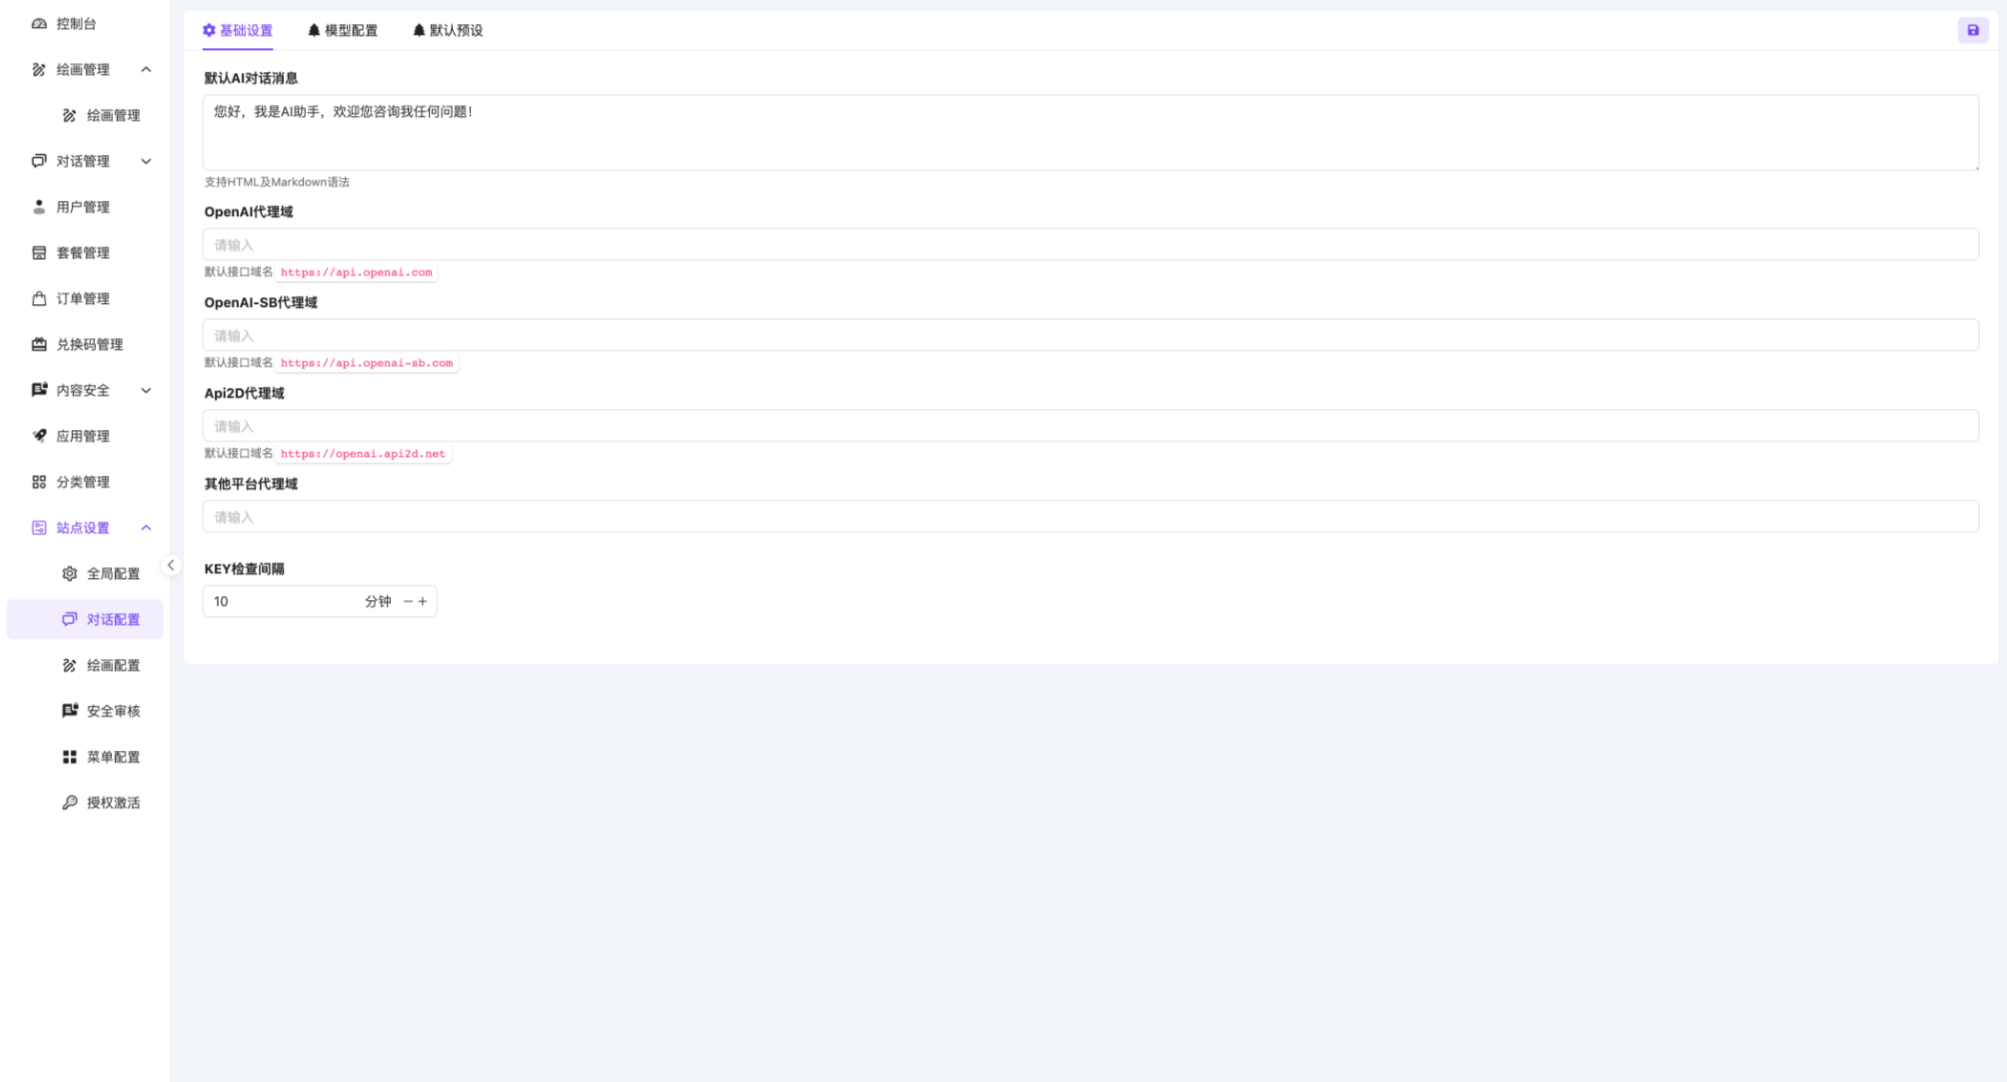 控制台
绘画管理
绘画管理
对话管理
用户管理
套餐管理
订单管理
兑换码管理
内容安全
应用管理
分类管理
站点设置
全局配置
对话配置
绘画配置
安全审核
菜单配置
授权激活
基础设置 模型配置 默认预设
默认AI对话消息
您好，我是AI助手，欢迎您咨询我任何问题!
支持HTML及Markdown语法
OpenAI代理域
请输入
默认接口域名 https://api.openai.com
OpenAI-SB代理域
请输入
默认接口域名 https://api.openai-sb.com
Api2D代理域
请输入
默认接口域名 https://openai.api2d.net
其他平台代理域
请输入
KEY检查间隔
10 分钟